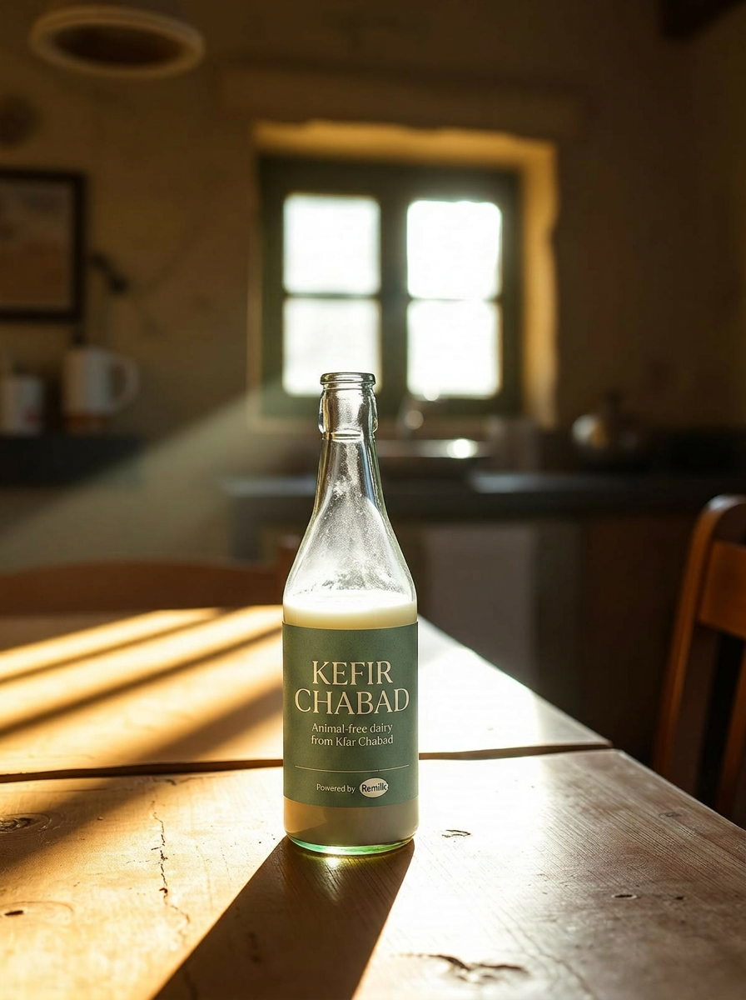 KEFIR
CHABAD
Animal-free dairy
from Kfar Chabad
Powered by Remilk